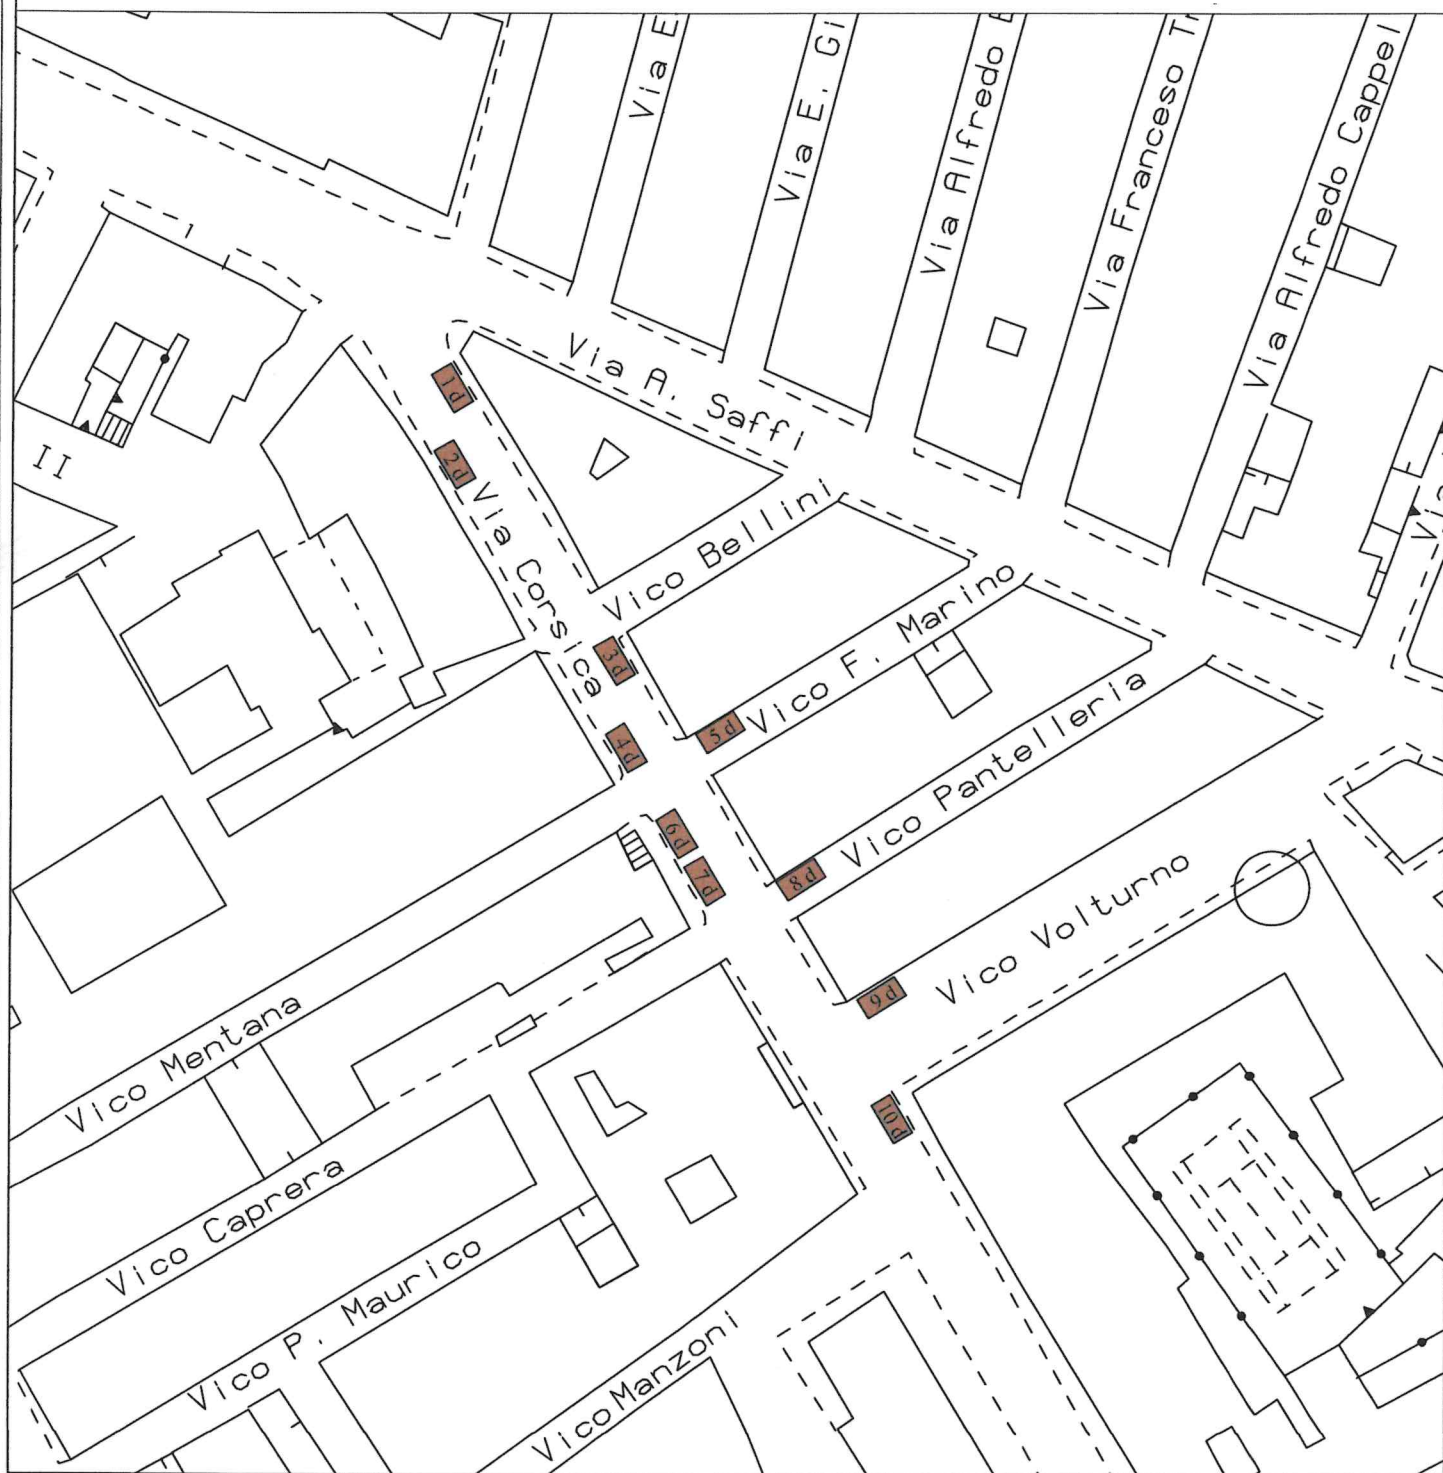 Via E
Via E. Gi
Via Alfredo
Via Franceso Tr
Via Alfredo Cappel
Via
II
Via A. Saffi
1d
2d
Via Corsica
Vico Bellini
3d
Vico F. Marino
4d
5d
Vico Pantelleria
6d
7d
8d
Vico Volturno
9d
10d
Vico Mentana
Vico Caprera
Vico P. Maurico
Vico Manzoni